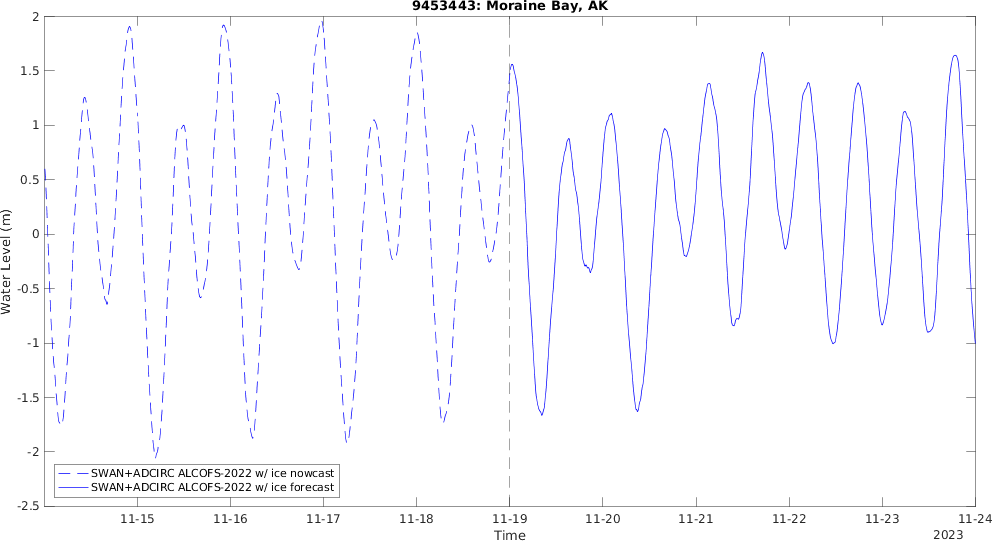 9453443: Moraine Bay, AK
Water Level (m)
2
1.5
1
0.5
0
-0.5
-1
-1.5
-2
-2.5
SWAN+ADCIRC ALCOFS-2022 w/ ice nowcast
SWAN+ADCIRC ALCOFS-2022 w/ ice forecast
11-15 11-16 11-17 11-18 11-19 11-20 11-21 11-22 11-23 11-24
Time
2023